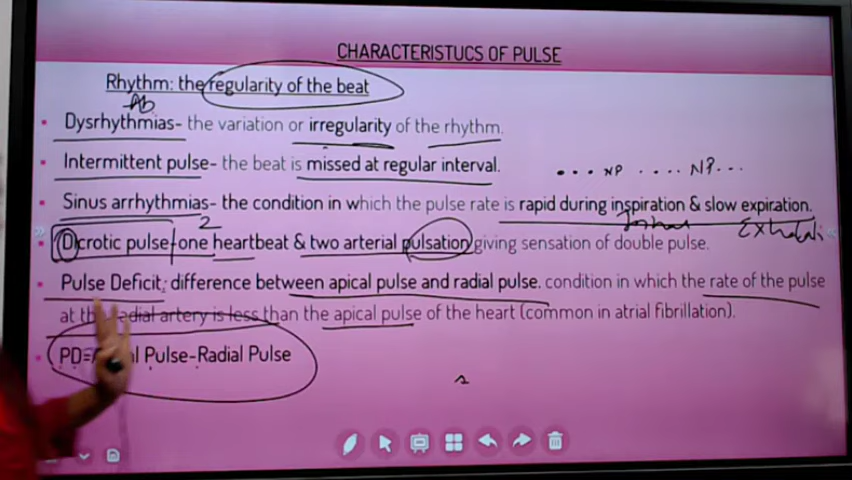 CHARACTERISTUCS OF PULSE
Rhythm: the regularity of the beat
Ab
Dysrhythmias- the variation or irregularity of the rhythm.
Intermittent pulse- the beat is missed at regular interval.
• • • NP • • • • NP • • •
Sinus arrhythmias- the condition in which the pulse rate is rapid during inspiration & slow expiration.
2
Dicrotic pulse- one heartbeat & two arterial pulsation giving sensation of double pulse.
Pulse Deficit: difference between apical pulse and radial pulse. condition in which the rate of the pulse
at the radial artery is less than the apical pulse of the heart (common in atrial fibrillation).
Pulse-Radial Pulse